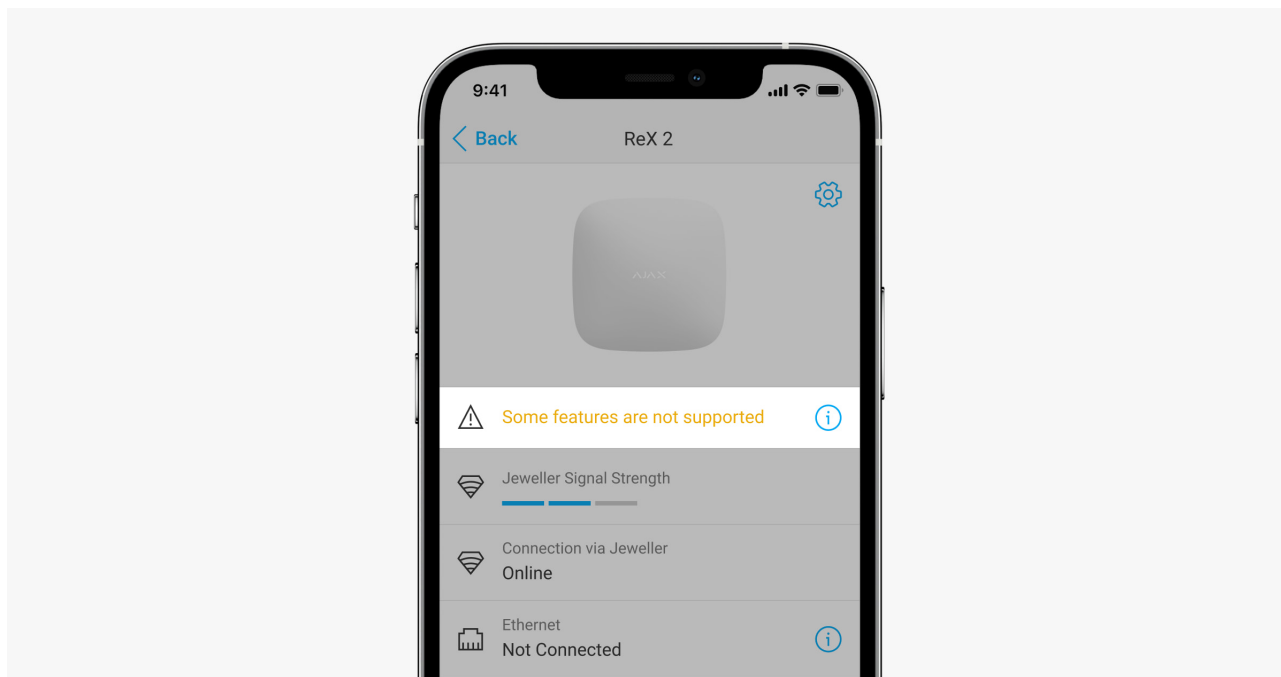 9:41
Back
ReX 2
AJAX
Some features are not supported
Jeweller Signal Strength
Connection via Jeweller
Online
Ethernet
Not Connected